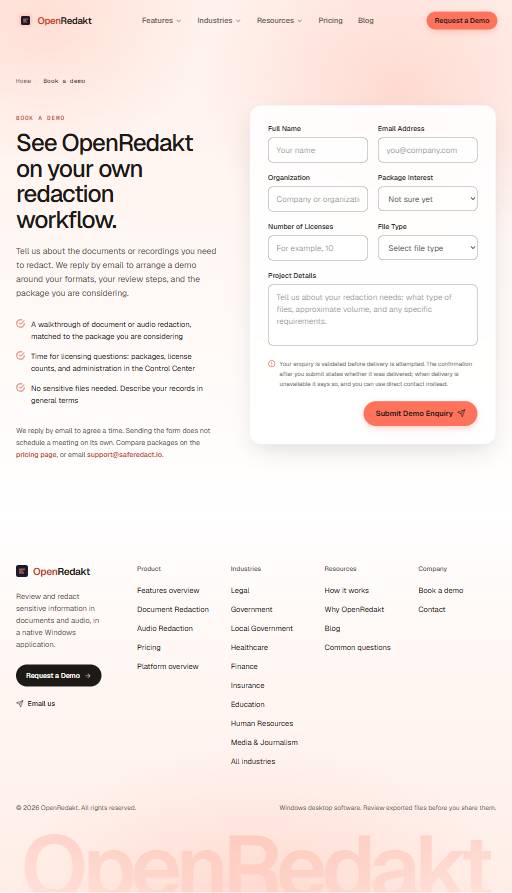 OpenRedakt
Features
Industries
Resources
Pricing
Blog
Request a Demo
Home
Book a demo
BOOK A DEMO
See OpenRedakt
on your own
redaction
workflow.
Tell us about the documents or recordings you need
to redact. We reply by email to arrange a demo
around your formats, your review steps, and the
package you are considering.
A walkthrough of document or audio redaction,
matched to the package you are considering
Time for licensing questions: packages, license
counts, and administration in the Control Center
No sensitive files needed. Describe your records in
general terms
We reply by email to agree a time. Sending the form does not
schedule a meeting on its own. Compare packages on the
pricing page, or email support@saferedact.io.
Full Name
Email Address
Your name
you@company.com
Organization
Package Interest
Company or organizati
Not sure yet
Number of Licenses
File Type
For example, 10
Select file type
Project Details
Tell us about your redaction needs: what type of
files, approximate volume, and any specific
requirements.
Your enquiry is validated before delivery is attempted. The confirmation
after you submit states whether it was delivered; when delivery is
unavailable it says so, and you can use direct contact instead.
Submit Demo Enquiry
OpenRedakt
Review and redact
sensitive information in
documents and audio, in
a native Windows
application.
Request a Demo →
Email us
Product
Features overview
Document Redaction
Audio Redaction
Pricing
Platform overview
Industries
Legal
Government
Local Government
Healthcare
Finance
Insurance
Education
Human Resources
Media & Journalism
All industries
Resources
How it works
Why OpenRedakt
Blog
Common questions
Company
Book a demo
Contact
© 2026 OpenRedakt. All rights reserved.
Windows desktop software. Review exported files before you share them.
OpenRedakt